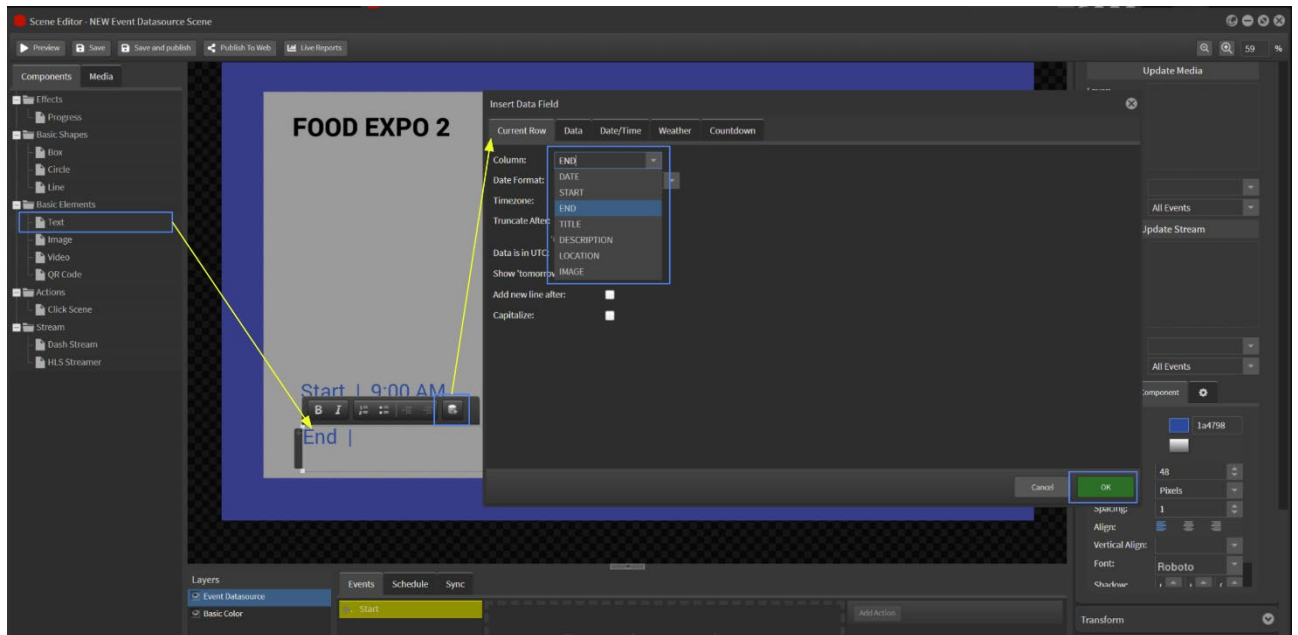 Scene Editor - NEW Event Datasource Scene
Preview Save Save and publish Publish To Web Live Reports 59 %
Components Media
Effects
Progress
Basic Shapes
Box
Circle
Line
Basic Elements
Text
Image
Video
QR Code
Actions
Click Scene
Stream
Dash Stream
HLS Streamer
FOOD EXPO 2
Start | 9:00 AM
B I
End |
Insert Data Field
Current Row Data Date/Time Weather Countdown
Column: END
Date Format:
Timezone:
Truncate After:
Data is in UTC:
Show 'tomorrow
Add new line after:
Capitalize:
DATE
START
END
TITLE
DESCRIPTION
LOCATION
IMAGE
Cancel OK
Update Media
All Events
Update Stream
All Events
omponent
1a4798
48
Pixels
Spacing: 1
Align:
Vertical Align:
Font: Roboto
Shadow:
Transform
Layers
Event Datasource
Basic Color
Events Schedule Sync
Start
Add Action